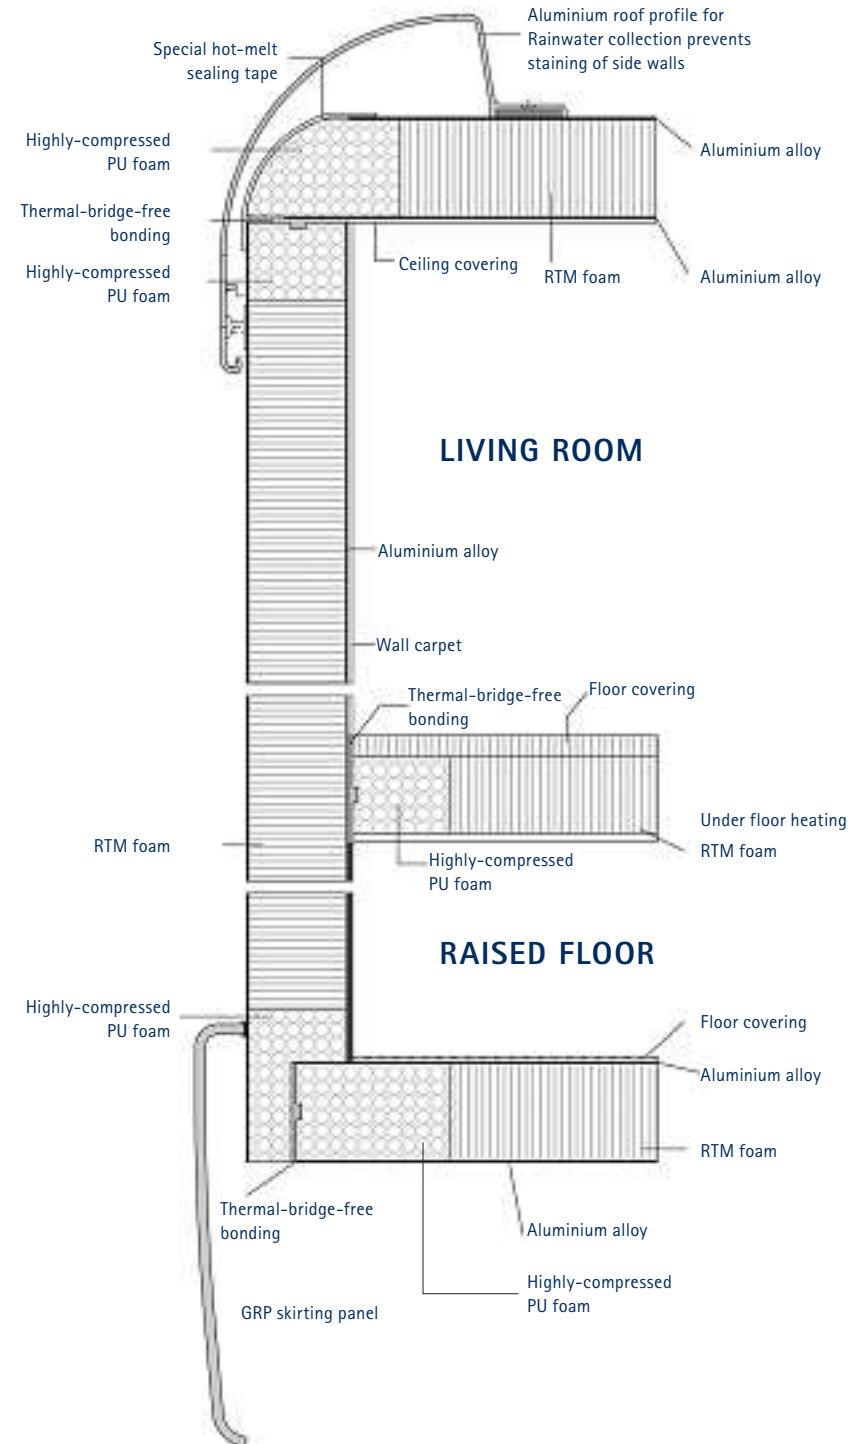 Aluminium roof profile for
Rainwater collection prevents
staining of side walls
Special hot-melt
sealing tape
Highly-compressed
PU foam
Aluminium alloy
Thermal-bridge-free
bonding
Highly-compressed
PU foam
Ceiling covering
RTM foam
Aluminium alloy
LIVING ROOM
Aluminium alloy
Wall carpet
Thermal-bridge-free
bonding
Floor covering
Under floor heating
RTM foam
RTM foam
Highly-compressed
PU foam
RAISED FLOOR
Highly-compressed
PU foam
Floor covering
Aluminium alloy
RTM foam
Thermal-bridge-free
bonding
Aluminium alloy
Highly-compressed
PU foam
GRP skirting panel